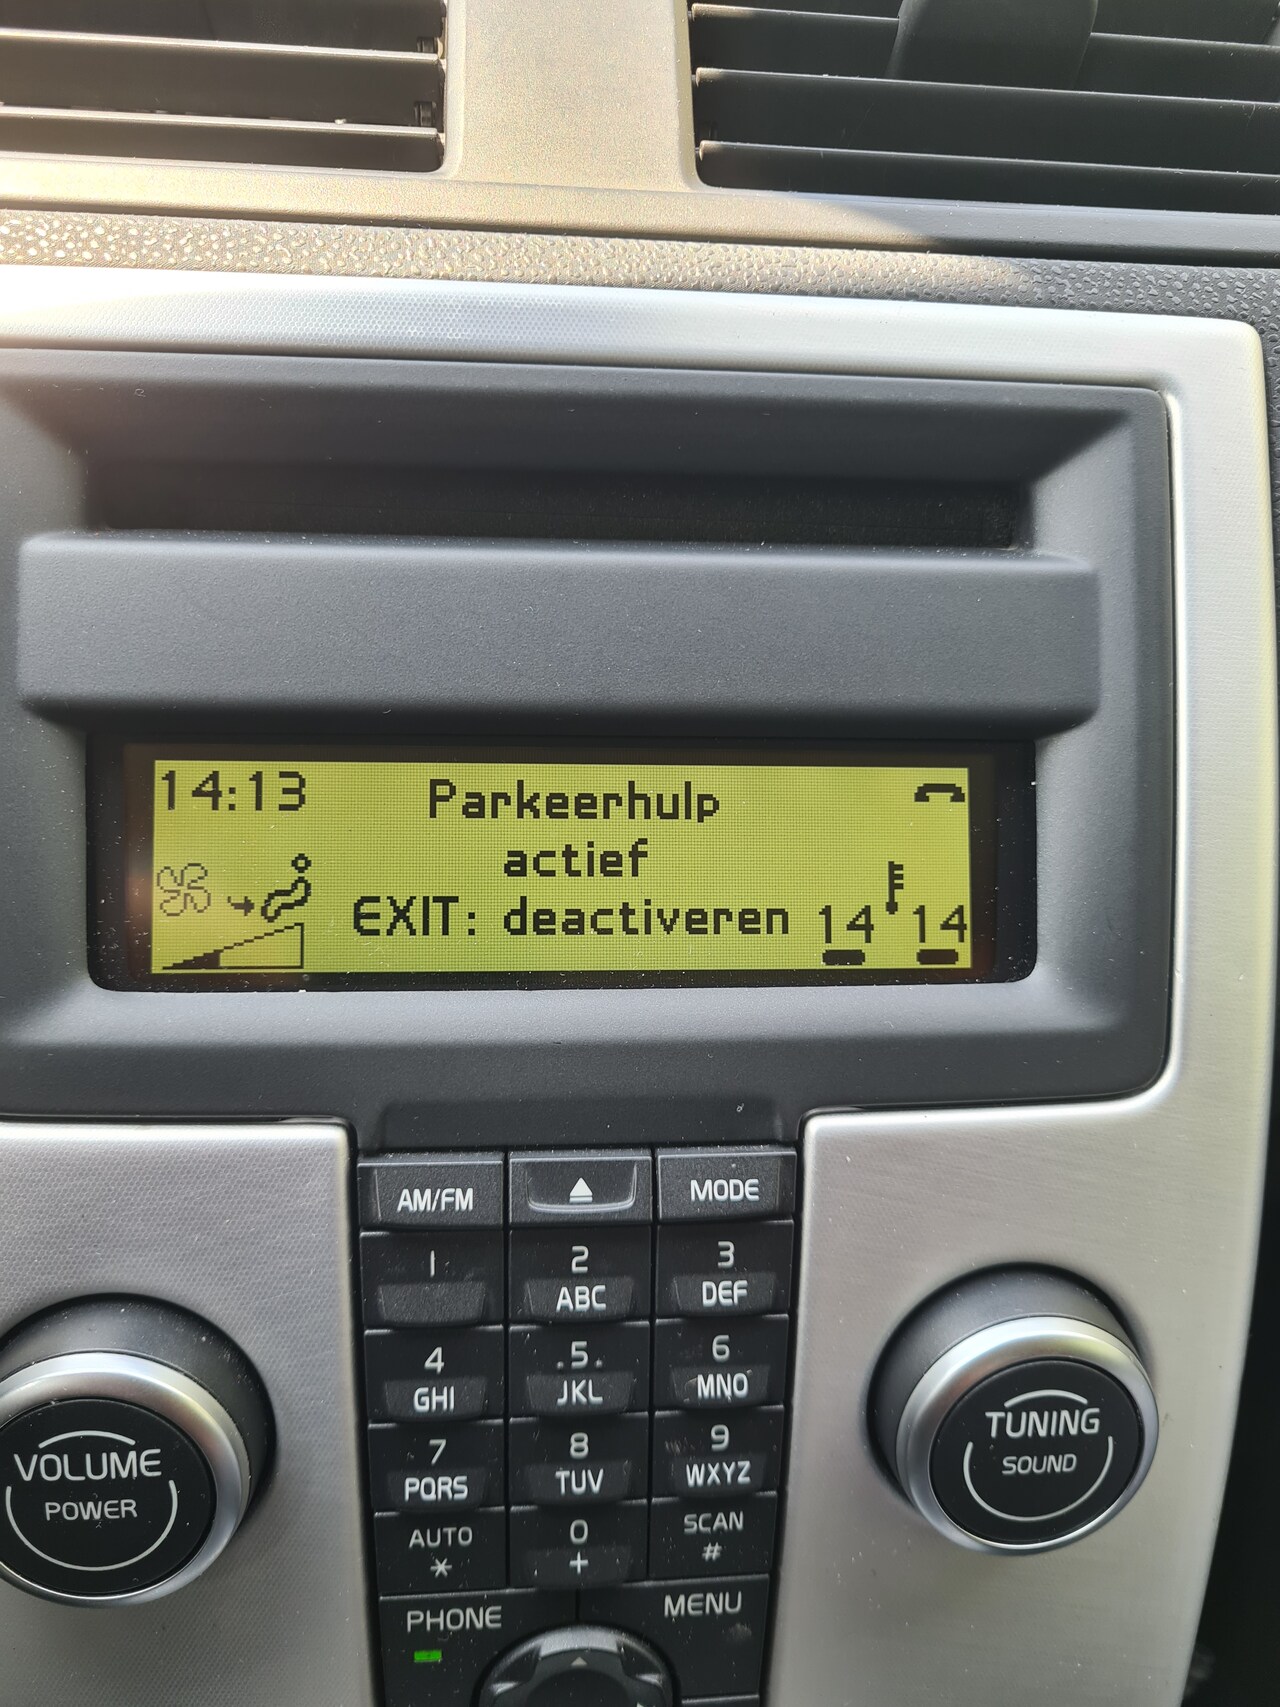 14:13
Parkeerhulp
actief
EXIT: deactiveren
14 14
AM/FM
MODE
1
2
ABC
3
DEF
4
GHI
.5.
JKL
6
MNO
7
PQRS
8
TUV
9
WXYZ
AUTO
*
0
+
SCAN
#
PHONE
MENU
VOLUME
POWER
TUNING
SOUND